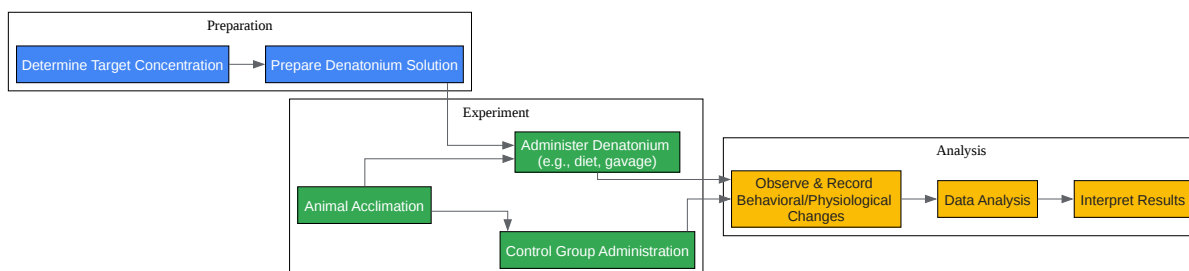 Preparation
Determine Target Concentration
Prepare Denatonium Solution
Experiment
Administer Denatonium
(e.g., diet, gavage)
Animal Acclimation
Control Group Administration
Analysis
Observe & Record
Behavioral/Physiological
Changes
Data Analysis
Interpret Results